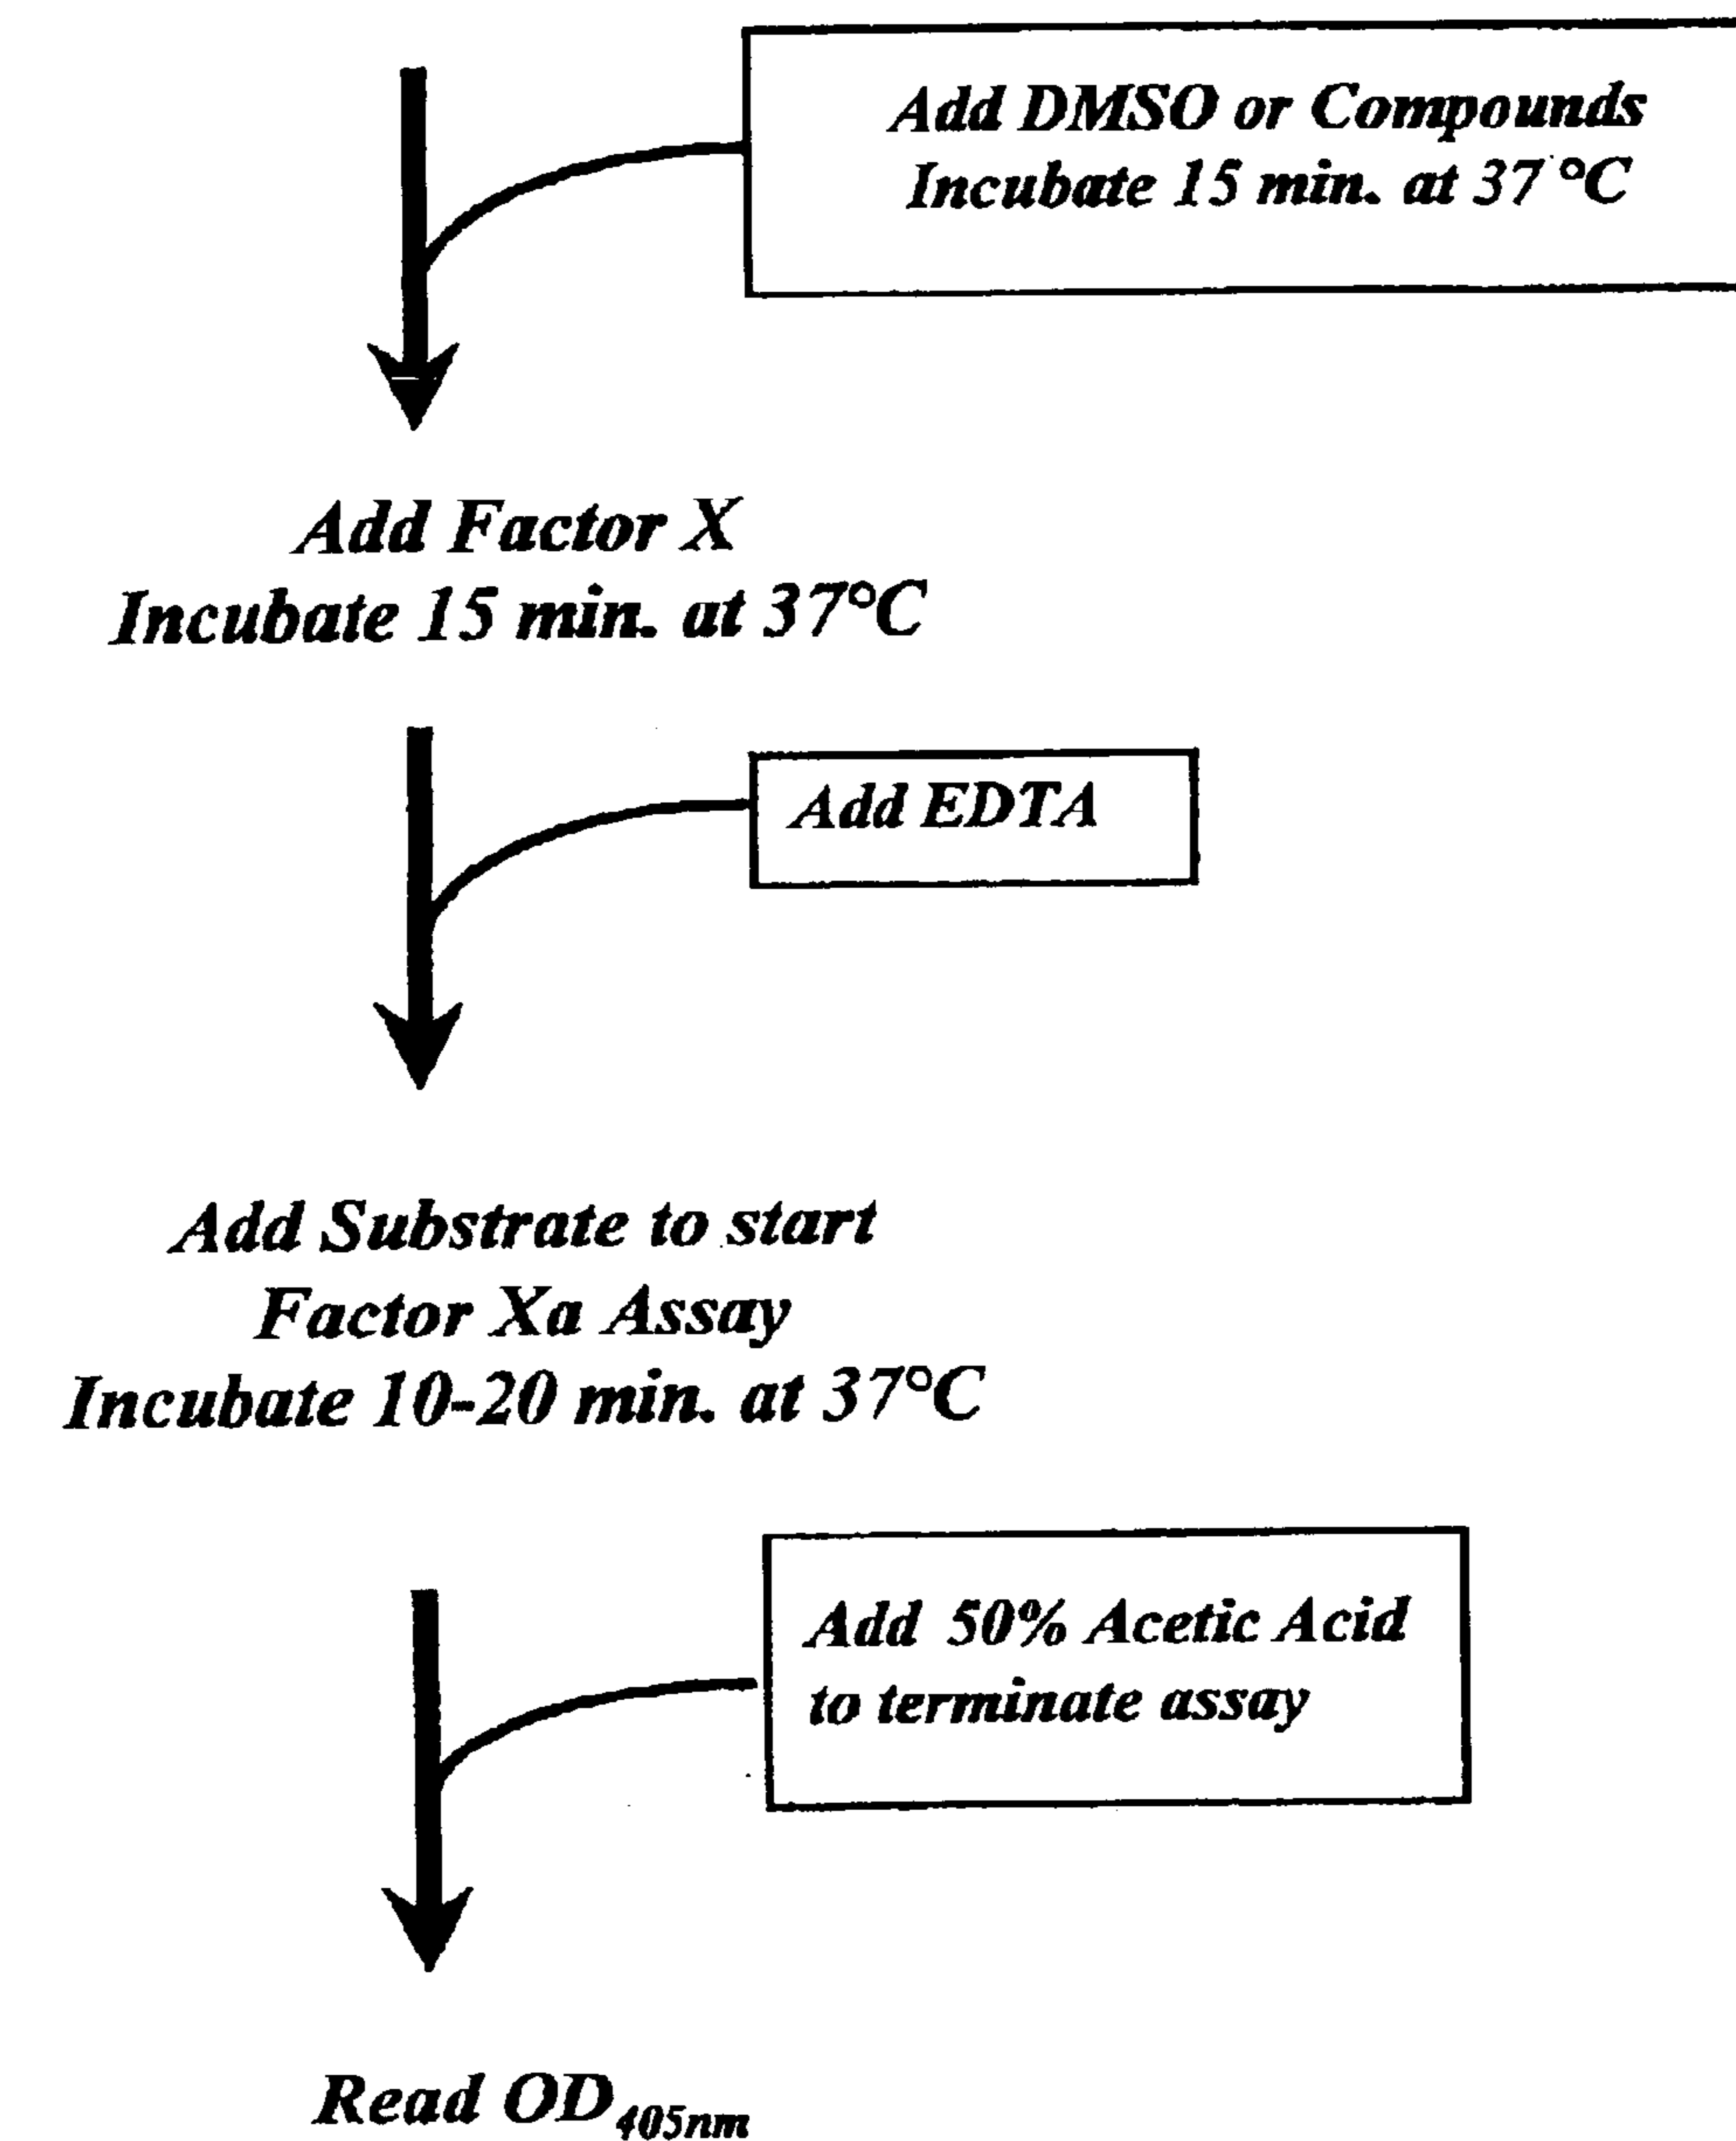 Add DMSO or Compounds
Incubate 15 min. at 37 °C
Add Factor X
Incubate 15 min. at 37°C
Add EDTA
Add Substrate to start
Factor Xa Assay
Incubate 10-20 min. at 37°C
Add 50% Acetic Acid
to terminate assay
Read OD405nm